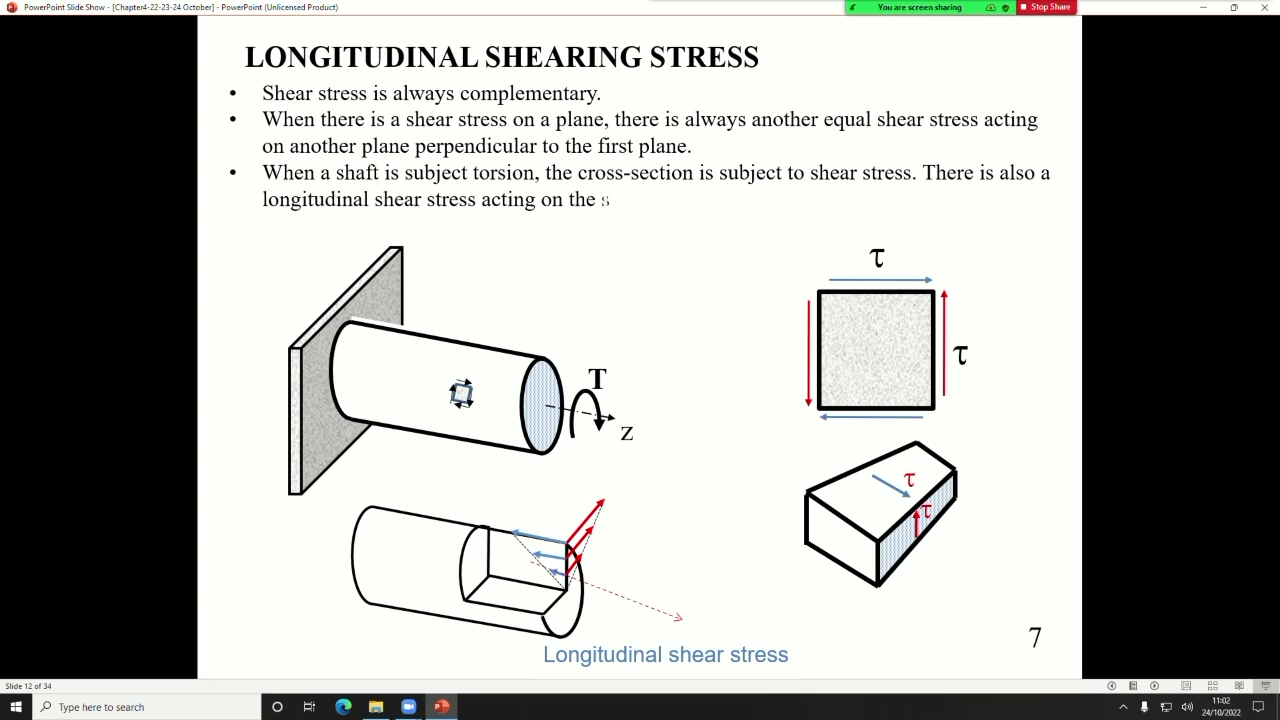 PowerPoint Slide Show - [Chapter4-22-23-24 October] - PowerPoint (Unlicensed Product)
You are screen sharing
Stop Share
LONGITUDINAL SHEARING STRESS
• Shear stress is always complementary.
• When there is a shear stress on a plane, there is always another equal shear stress acting
on another plane perpendicular to the first plane.
• When a shaft is subject torsion, the cross-section is subject to shear stress. There is also a
longitudinal shear stress acting on the s
τ
τ
T
z
τ
τ
7
Longitudinal shear stress
Slide 12 of 34
Type here to search
11:02
24/10/2022